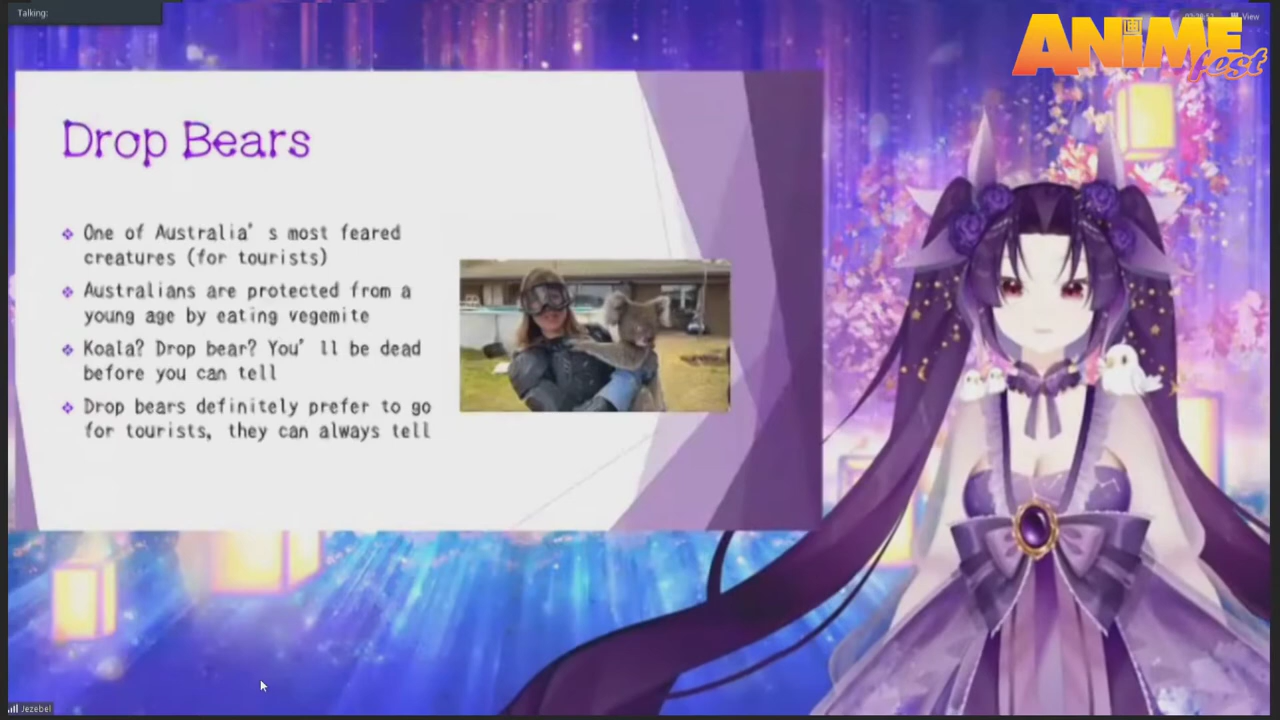 Talking:
View
ANiME
fest
Drop Bears
One of Australia's most feared
creatures (for tourists)
Australians are protected from a
young age by eating vegemite
Koala? Drop bear? You'll be dead
before you can tell
Drop bears definitely prefer to go
for tourists, they can always tell
Jezebel